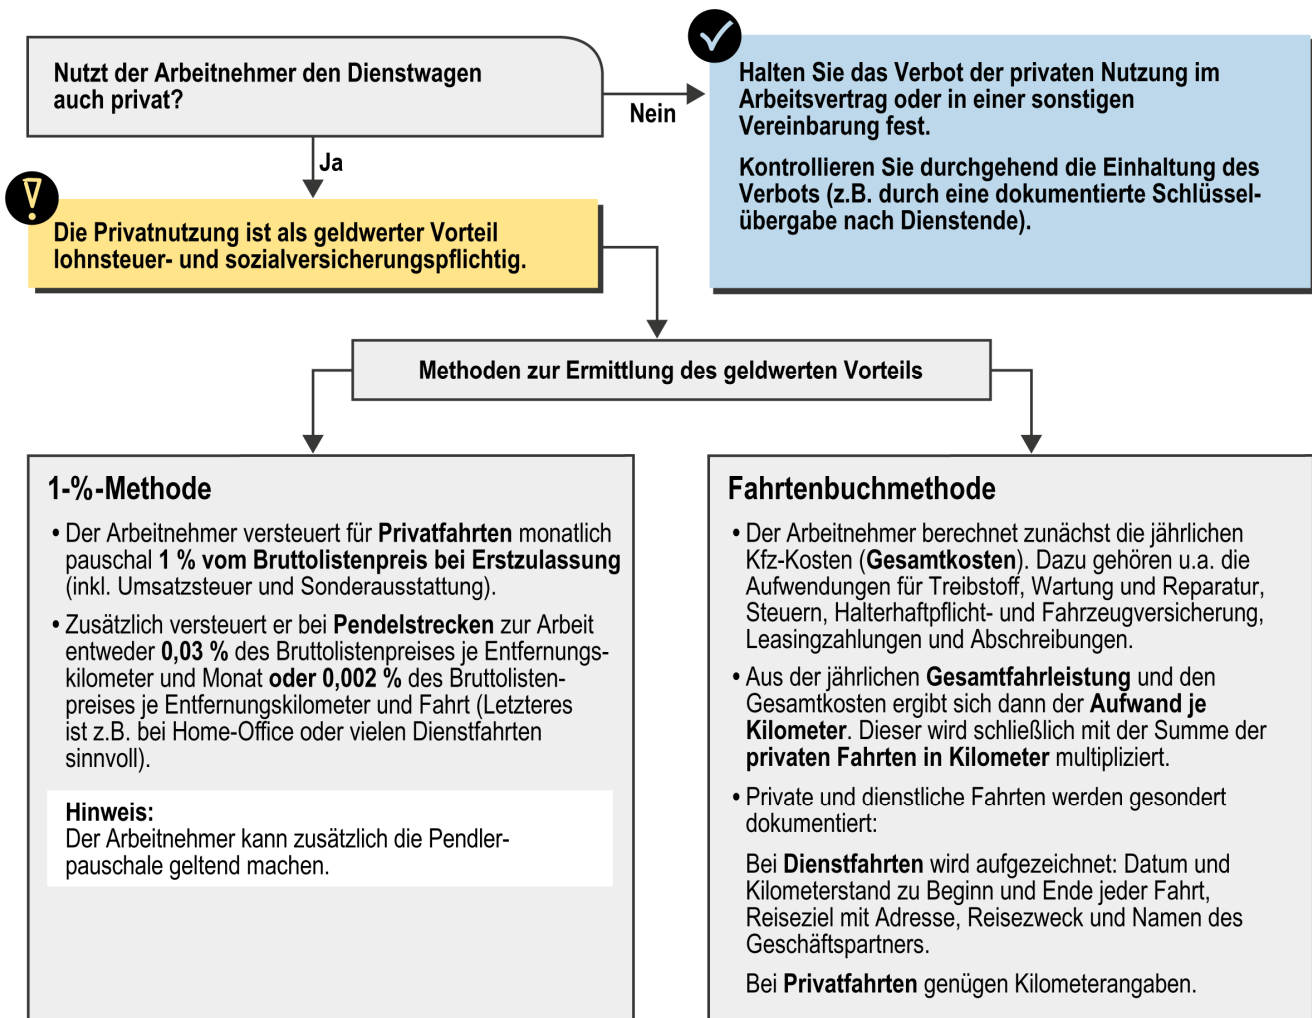 Nutzt der Arbeitnehmer den Dienstwagen
auch privat?
Nein
Halten Sie das Verbot der privaten Nutzung im
Arbeitsvertrag oder in einer sonstigen
Vereinbarung fest.
Kontrollieren Sie durchgehend die Einhaltung des
Verbots (z.B. durch eine dokumentierte Schlüssel-
übergabe nach Dienstende).
Ja
Die Privatnutzung ist als geldwerter Vorteil
lohnsteuer- und sozialversicherungspflichtig.
Methoden zur Ermittlung des geldwerten Vorteils
1-%-Methode
• Der Arbeitnehmer versteuert für Privatfahrten monatlich
pauschal 1 % vom Bruttolistenpreis bei Erstzulassung
(inkl. Umsatzsteuer und Sonderausstattung).
• Zusätzlich versteuert er bei Pendelstrecken zur Arbeit
entweder 0,03 % des Bruttolistenpreises je Entfernungs-
kilometer und Monat oder 0,002 % des Bruttolisten-
preises je Entfernungskilometer und Fahrt (Letzteres
ist z.B. bei Home-Office oder vielen Dienstfahrten
sinnvoll).
Hinweis:
Der Arbeitnehmer kann zusätzlich die Pendler-
pauschale geltend machen.
Fahrtenbuchmethode
• Der Arbeitnehmer berechnet zunächst die jährlichen
Kfz-Kosten (Gesamtkosten). Dazu gehören u.a. die
Aufwendungen für Treibstoff, Wartung und Reparatur,
Steuern, Halterhaftpflicht- und Fahrzeugversicherung,
Leasingzahlungen und Abschreibungen.
• Aus der jährlichen Gesamtfahrleistung und den
Gesamtkosten ergibt sich dann der Aufwand je
Kilometer. Dieser wird schließlich mit der Summe der
privaten Fahrten in Kilometer multipliziert.
• Private und dienstliche Fahrten werden gesondert
dokumentiert:
Bei Dienstfahrten wird aufgezeichnet: Datum und
Kilometerstand zu Beginn und Ende jeder Fahrt,
Reiseziel mit Adresse, Reisezweck und Namen des
Geschäftspartners.
Bei Privatfahrten genügen Kilometerangaben.